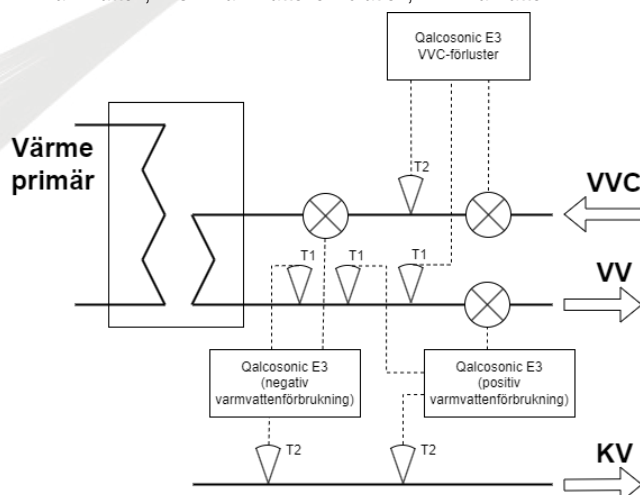 Qalcosonic E3
VVC-förluster
Värme
primär
T2
VVC
T1
T1
T1
VV
Qalcosonic E3
(negativ
varmvattenförbrukning)
Qalcosonic E3
(positiv
varmvattenförbrukning)
T2
T2
KV